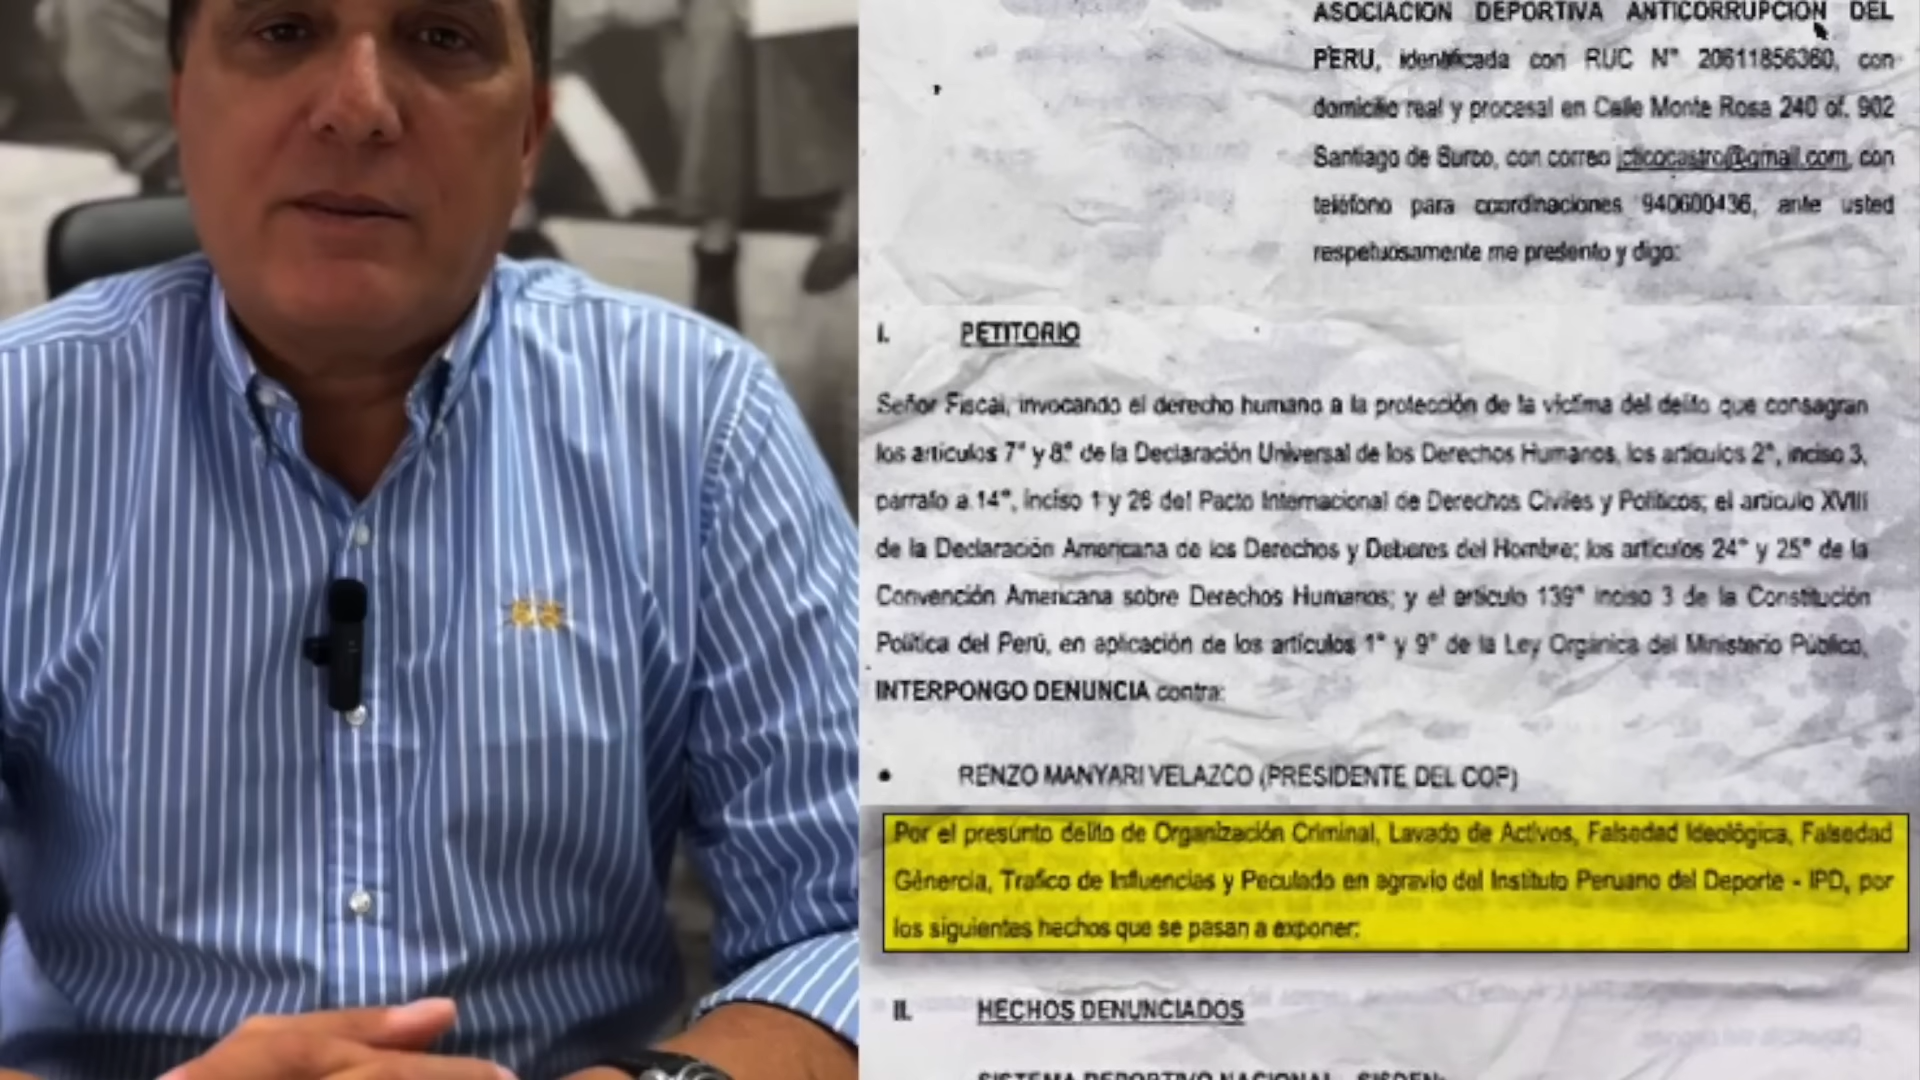 ASOCIACION DEPORTIVA ANTICORRUPCION DEL
PERU, identificada con RUC N° 20611856360, con
domicilio real y procesal en Calle Monte Rosa 240 of. 902
Santiago de Surco, con correo jcticocastro@gmail.com, con
teléfono para coordinaciones 940600436, ante usted
respetuosamente me presento y digo:
I. PETITORIO
Señor Fiscal, invocando el derecho humano a la protección de la víctima del delito que consagran
los artículos 7° y 8° de la Declaración Universal de los Derechos Humanos, los artículos 2°, inciso 3,
párrafo a 14°, inciso 1 y 26 del Pacto Internacional de Derechos Civiles y Políticos; el artículo XVIII
de la Declaración Americana de los Derechos y Deberes del Hombre; los artículos 24° y 25° de la
Convención Americana sobre Derechos Humanos; y el artículo 139° inciso 3 de la Constitución
Política del Perú, en aplicación de los artículos 1° y 9° de la Ley Orgánica del Ministerio Público,
INTERPONGO DENUNCIA contra:
• RENZO MANYARI VELAZCO (PRESIDENTE DEL COP)
Por el presunto delito de Organización Criminal, Lavado de Activos, Falsedad Ideológica, Falsedad
Génercia, Trafico de Influencias y Peculado en agravio del Instituto Peruano del Deporte - IPD, por
los siguientes hechos que se pasan a exponer:
II. HECHOS DENUNCIADOS
SISTEMA DEPORTIVO NACIONAL - SISDEN: